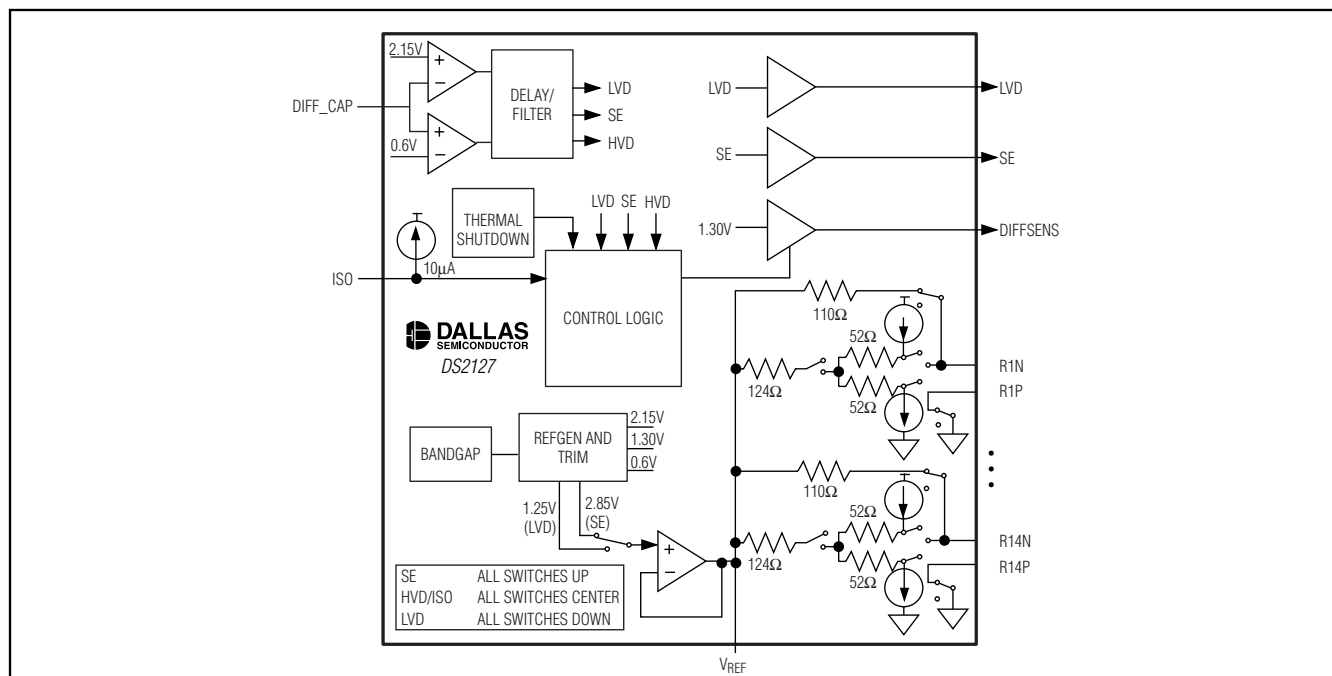 2.15V
+
−
DIFF_CAP
+
−
0.6V
DELAY/
FILTER
LVD
SE
HVD
LVD
LVD
SE
SE
1.30V
DIFFSENS
THERMAL
SHUTDOWN
LVD SE HVD
10µA
ISO
CONTROL LOGIC
DALLAS
SEMICONDUCTOR
DS2127
110Ω
52Ω
124Ω
52Ω
R1N
R1P
BANDGAP
REFGEN AND
TRIM
2.15V
1.30V
0.6V
1.25V
(LVD)
2.85V
(SE)
+
−
110Ω
52Ω
124Ω
52Ω
R14N
R14P
SE ALL SWITCHES UP
HVD/ISO ALL SWITCHES CENTER
LVD ALL SWITCHES DOWN
VREF